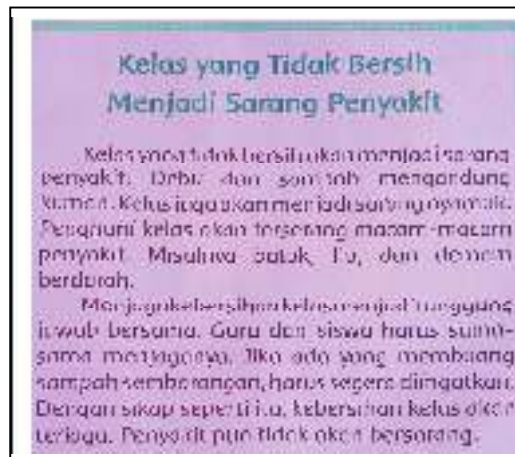 Kelas yang Tidak Bersih
Menjadi Sarang Penyakit
Kelas yang tidak bersih akan menjadi sarang
penyakit. Debu dan sampah mengandung
kuman. Kelas juga akan menjadi sarang nyamuk.
Penghuni kelas akan terserang macam-macam
penyakit. Misalnya batuk, flu, dan demam
berdarah.
Menjaga kebersihan kelas menjadi tanggung
jawab bersama. Guru dan siswa harus sama-
sama menjaganya. Jika ada yang membuang
sampah sembarangan, harus segera diingatkan.
Dengan sikap seperti itu, kebersihan kelas akan
terjaga. Penyakit pun tidak akan bersarang.